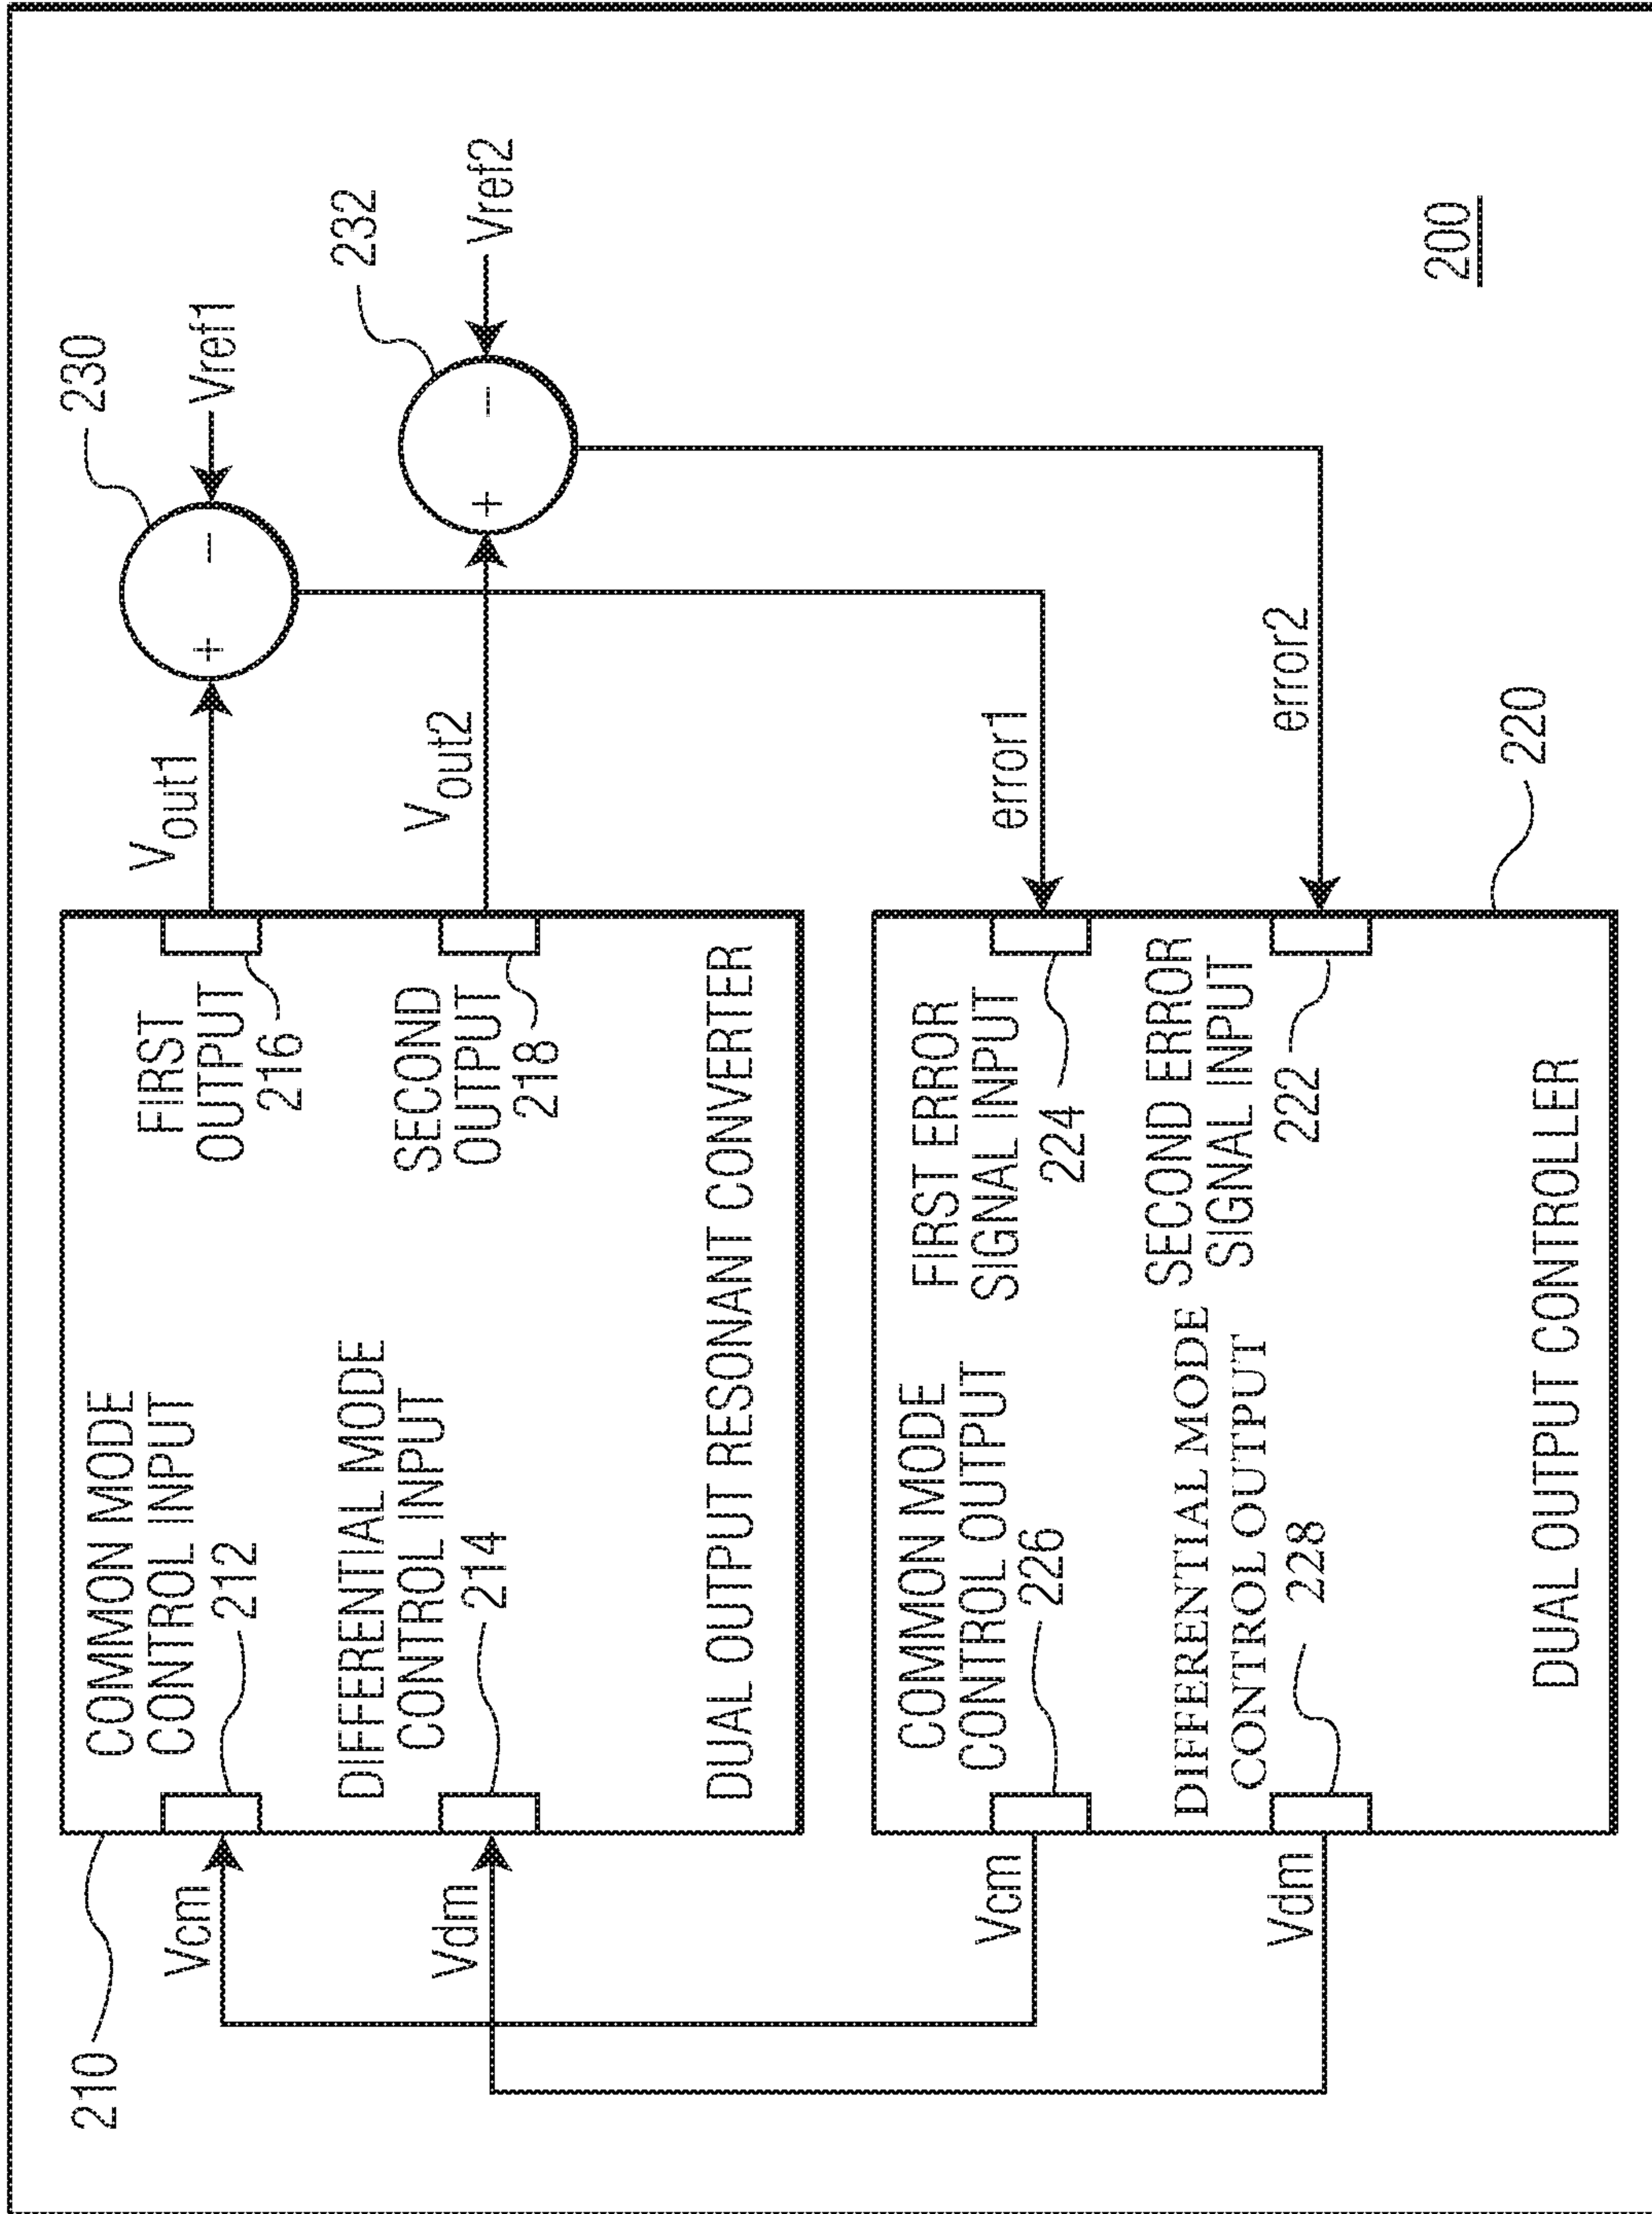 210
Vcm
Vdm
COMMON MODE
CONTROL INPUT
212
DIFFERENTIAL MODE
CONTROL INPUT
214
FIRST
OUTPUT
216
SECOND
OUTPUT
218
DUAL OUTPUT RESONANT CONVERTER
Vout1
Vout2
230
Vref1
+
−
232
Vref2
+
−
Vcm
Vdm
COMMON MODE
CONTROL OUTPUT
226
DIFFERENTIAL MODE
CONTROL OUTPUT
228
FIRST ERROR
SIGNAL INPUT
224
SECOND ERROR
SIGNAL INPUT
222
DUAL OUTPUT CONTROLLER
error1
error2
220
200